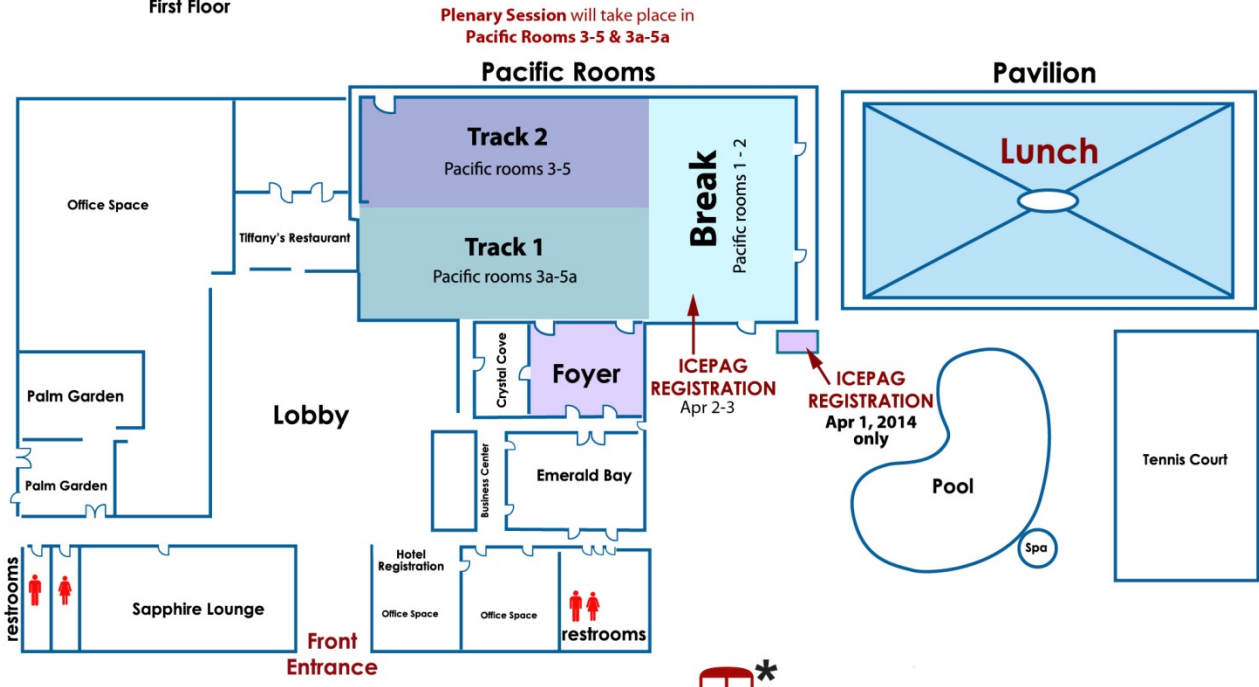 First Floor
Plenary Session will take place in
Pacific Rooms 3-5 & 3a-5a
Pacific Rooms
Pavilion
Track 2
Pacific rooms 3-5
Break
Pacific rooms 1 - 2
Lunch
Office Space
Tiffany's Restaurant
Track 1
Pacific rooms 3a-5a
Crystal Cove
Foyer
ICEPAG
REGISTRATION
Apr 2-3
ICEPAG
REGISTRATION
Apr 1, 2014
only
Palm Garden
Lobby
Palm Garden
Business Center
Emerald Bay
Pool
Tennis Court
Spa
restrooms
Sapphire Lounge
Hotel
Registration
Office Space
Office Space
restrooms
Front
Entrance
*